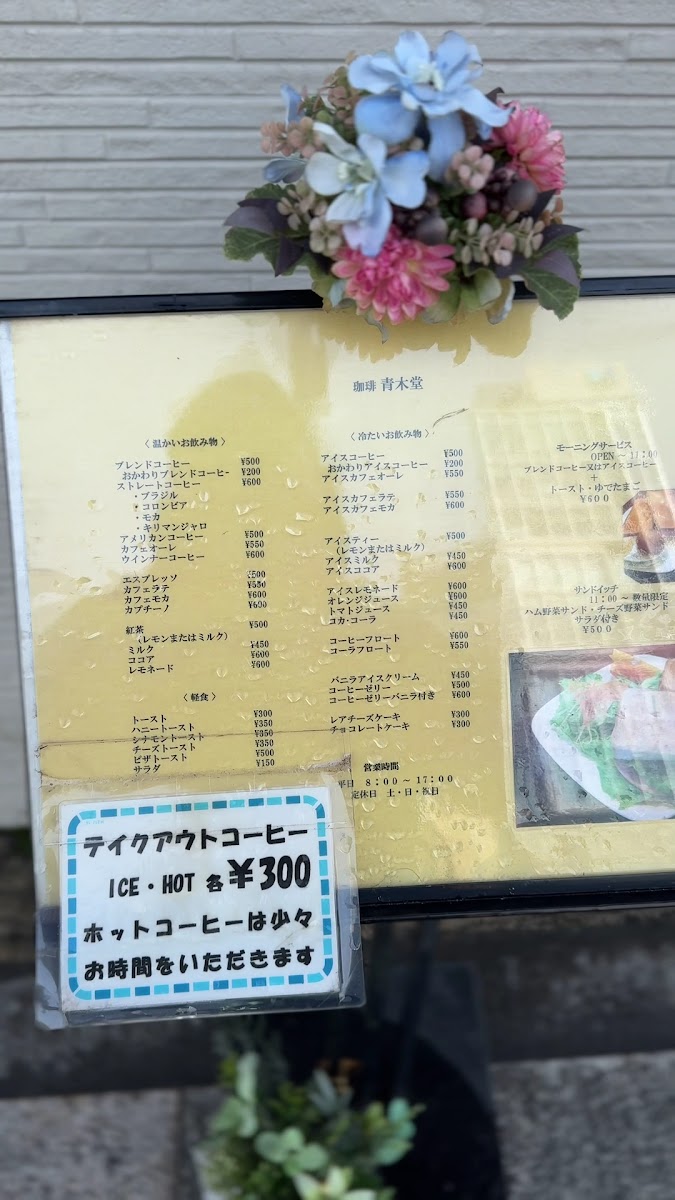 珈琲 青木堂
〈 温かいお飲み物 〉
ブレンドコーヒー ¥500
おかわりブレンドコーヒー ¥200
ストレートコーヒー ¥600
・ブラジル
・コロンビア
・モカ
・キリマンジャロ
アメリカンコーヒー ¥500
カフェオーレ ¥550
ウインナーコーヒー ¥600
エスプレッソ ¥500
カフェラテ ¥550
カフェモカ ¥600
カプチーノ ¥600
紅茶 ¥500
(レモンまたはミルク)
ミルク ¥450
ココア ¥600
レモネード ¥600
〈 軽食 〉
トースト ¥300
ハニートースト ¥350
シナモントースト ¥350
チーズトースト ¥350
ピザトースト ¥500
サラダ ¥150
〈 冷たいお飲み物 〉
アイスコーヒー ¥500
おかわりアイスコーヒー ¥200
アイスカフェオーレ ¥550
アイスカフェラテ ¥550
アイスカフェモカ ¥600
アイスティー ¥500
(レモンまたはミルク)
アイスミルク ¥450
アイスココア ¥600
アイスレモネード ¥600
オレンジジュース ¥600
トマトジュース ¥450
コカ・コーラ ¥450
コーヒーフロート ¥600
コーラフロート ¥550
バニラアイスクリーム ¥450
コーヒーゼリー ¥500
コーヒーゼリーバニラ付き ¥600
レアチーズケーキ ¥300
チョコレートケーキ ¥300
営業時間
平日 8:00~17:00
定休日 土・日・祝日
モーニングサービス
OPEN ~ 11:00
ブレンドコーヒー又はアイスコーヒー
+
トースト・ゆでたまご
¥600
サンドイッチ
11:00 ~ 数量限定
ハム野菜サンド・チーズ野菜サンド
サラダ付き
¥500
テイクアウトコーヒー
ICE・HOT 各¥300
ホットコーヒーは少々
お時間をいただきます